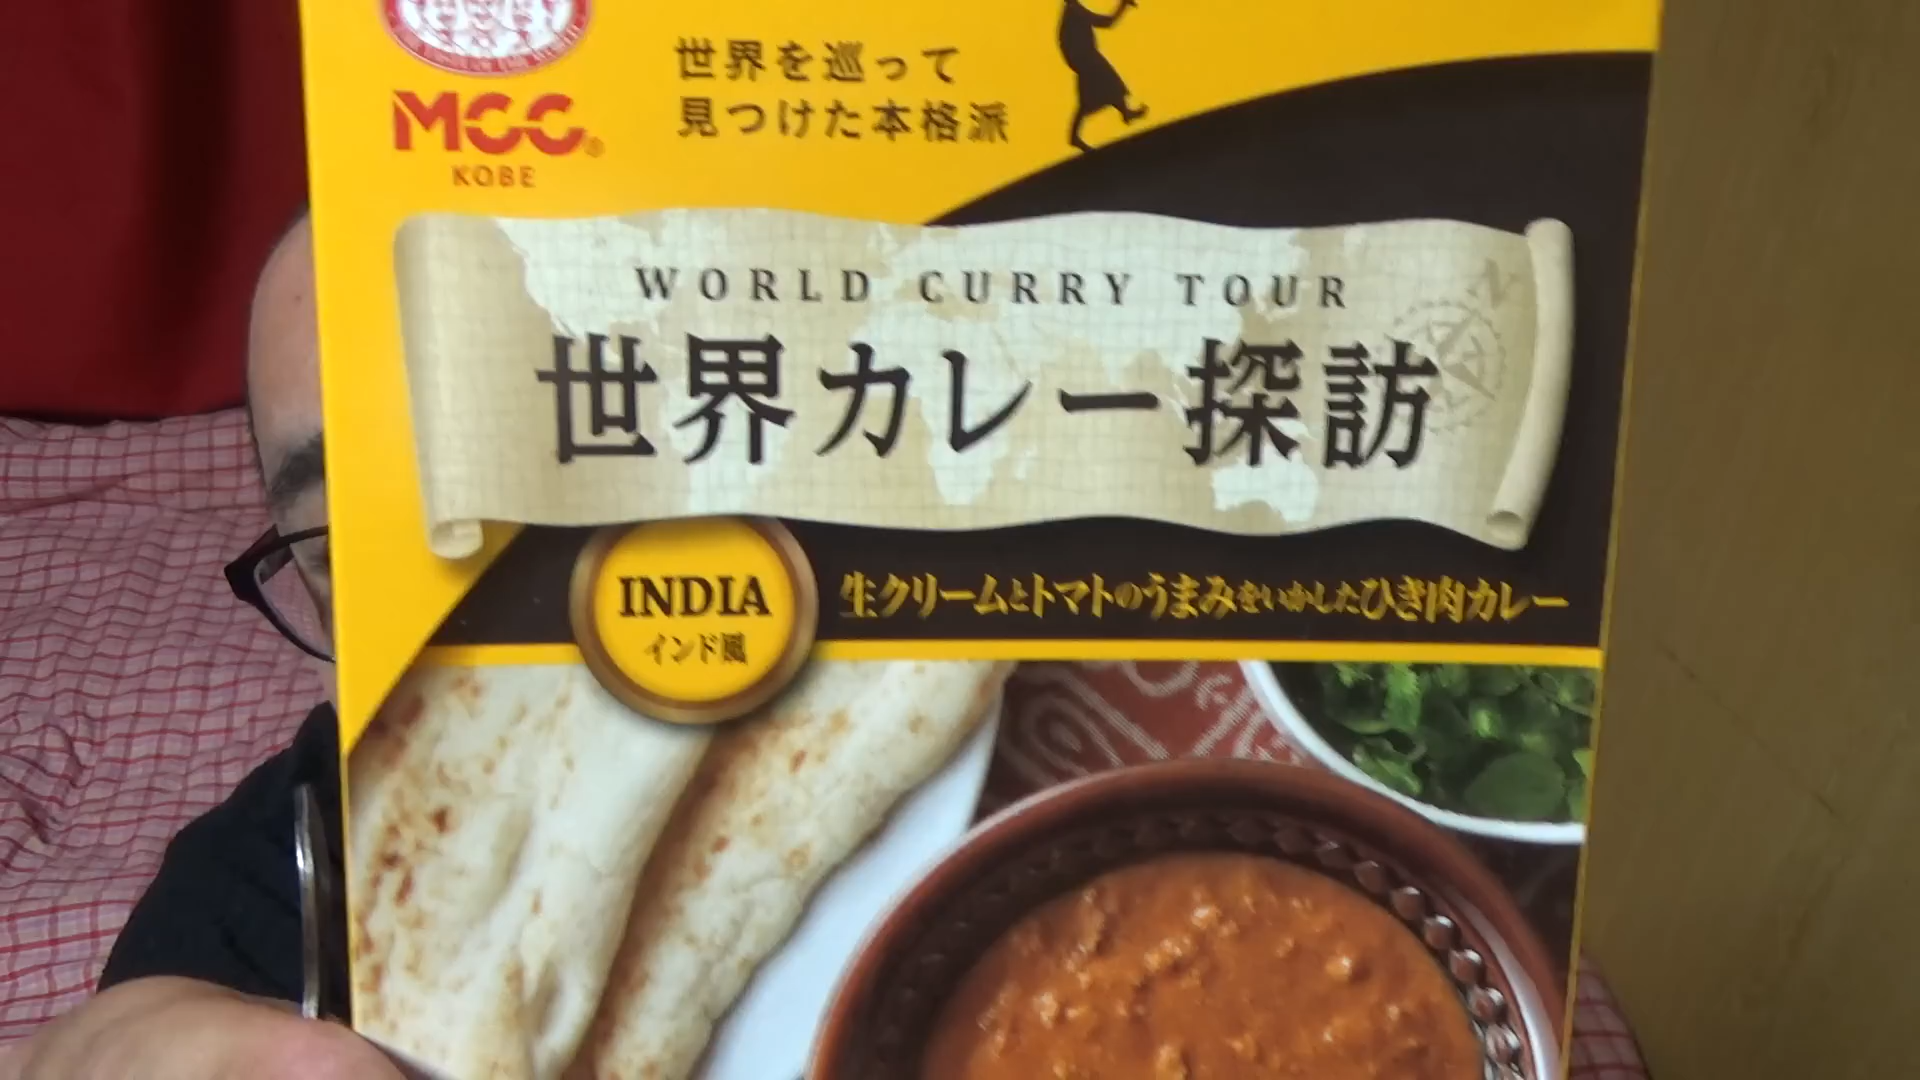 世界を巡って
見つけた本格派
MCC®
KOBE
WORLD CURRY TOUR
世界カレー探訪
N
INDIA
インド風
生クリームとトマトのうまみをいかしたひき肉カレー